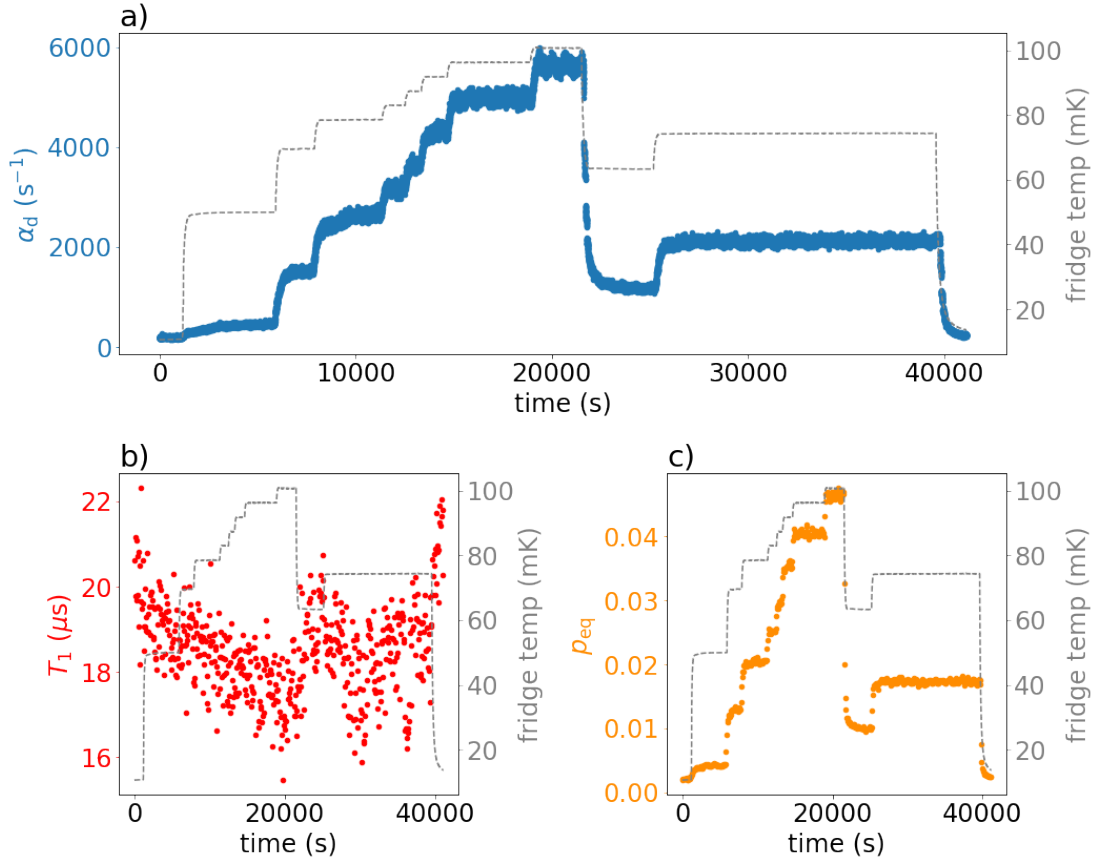 a)
6000
4000
2000
0
α_d (s⁻¹)
100
80
60
40
20
fridge temp (mK)
0 10000 20000 30000 40000
time (s)
b)
22
20
18
16
T₁ (μs)
100
80
60
40
20
fridge temp (mK)
0 20000 40000
time (s)
c)
0.04
0.03
0.02
0.01
0.00
p_eq
100
80
60
40
20
fridge temp (mK)
0 20000 40000
time (s)